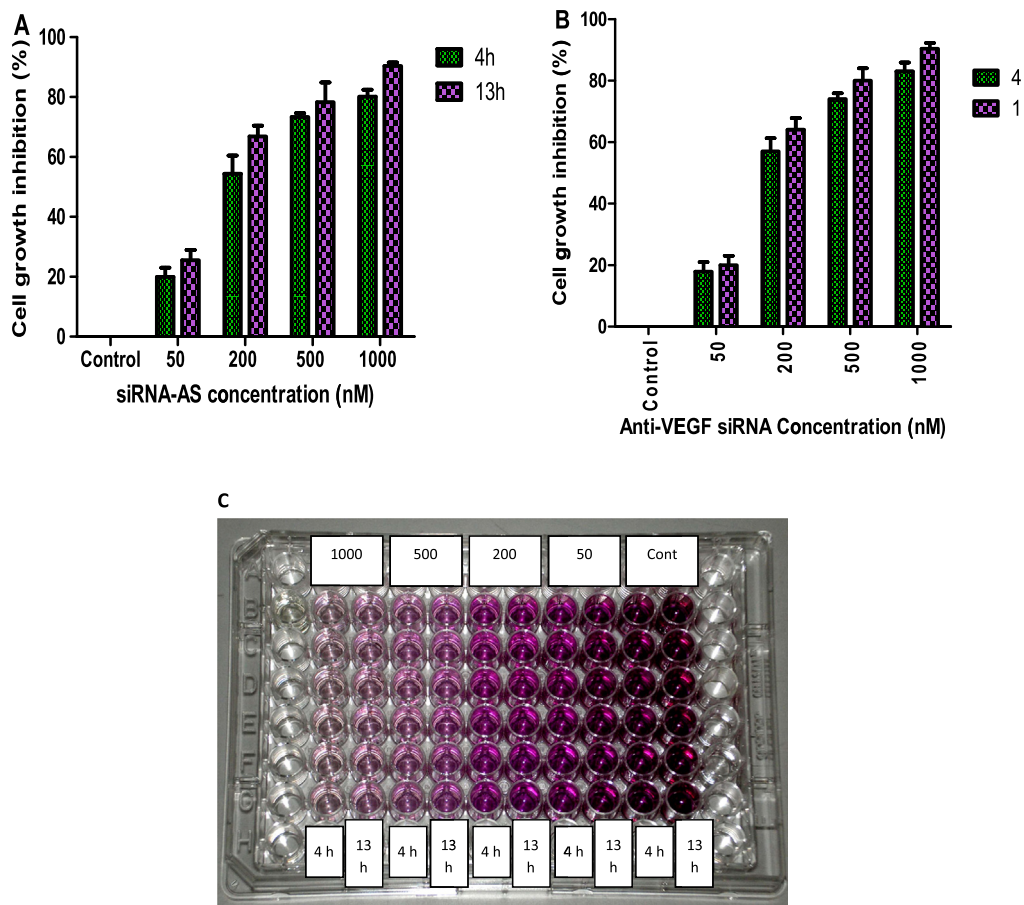 A
Cell growth inhibition (%)
100
80
60
40
20
0
Control 50 200 500 1000
siRNA-AS concentration (nM)
4h
13h
B
Cell growth inhibition (%)
100
80
60
40
20
0
Control 50 200 500 1000
Anti-VEGF siRNA Concentration (nM)
4
1
C
1000 500 200 50 Cont
B
C
D
E
F
G
H
4 h 13 h 4 h 13 h 4 h 13 h 4 h 13 h 4 h 13 h